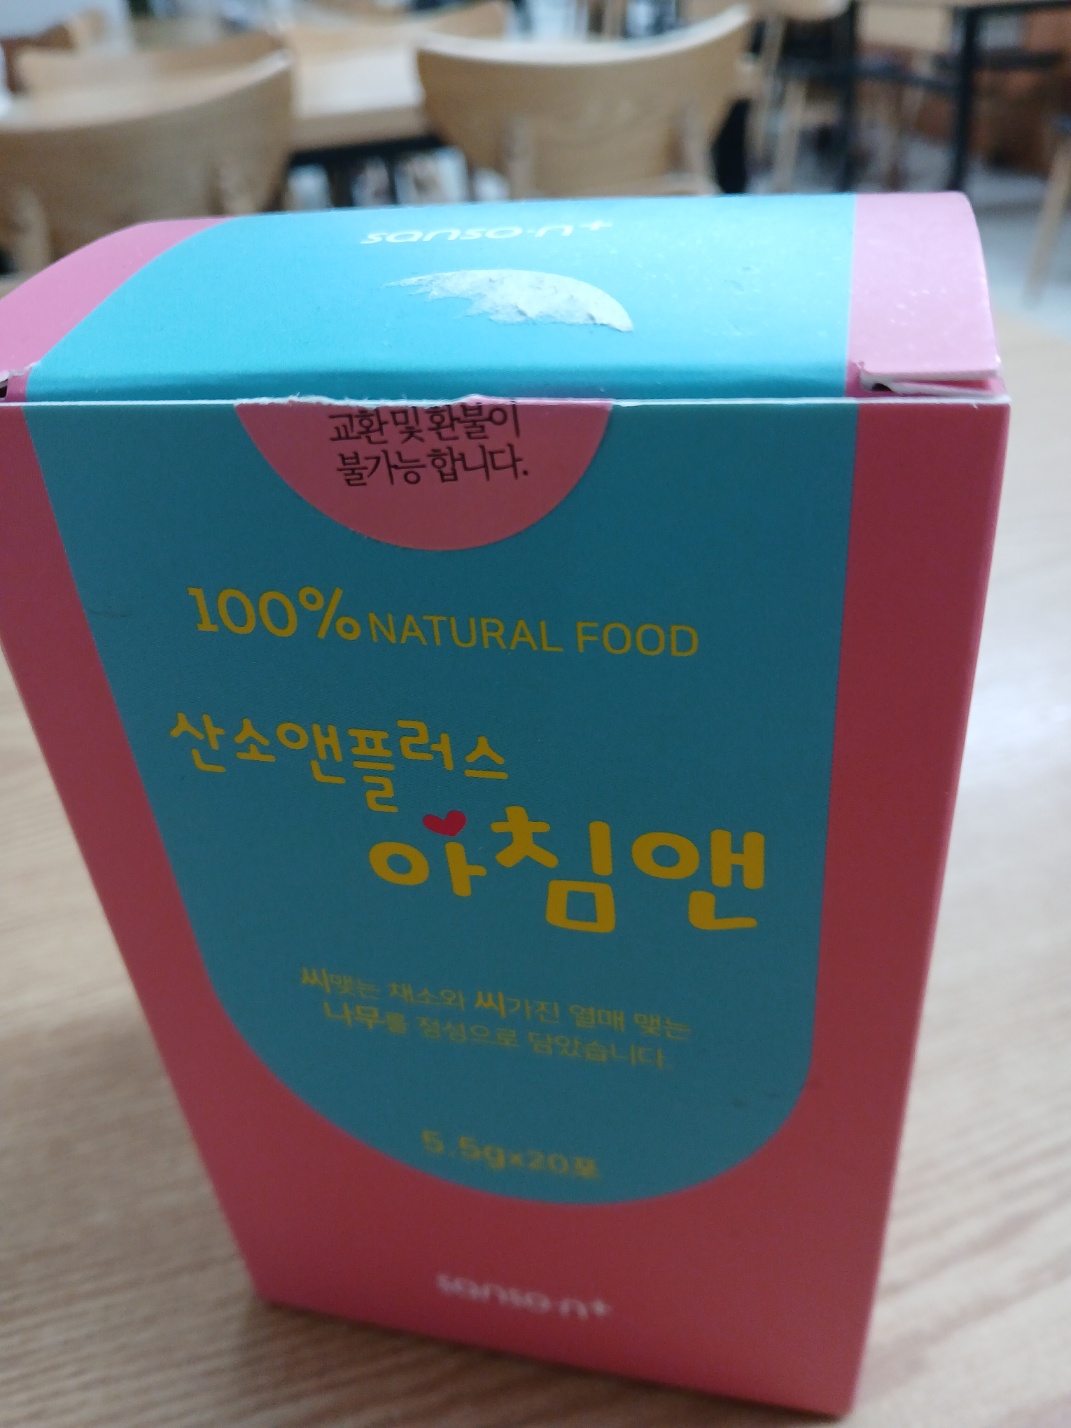 sanso·n+
교환 및 환불이
불가능 합니다.
100% NATURAL FOOD
산소앤플러스
아침앤
씨맺는 채소와 씨가진 열매 맺는
나무를 정성으로 담았습니다.
5.5g×20포
sanso·n+